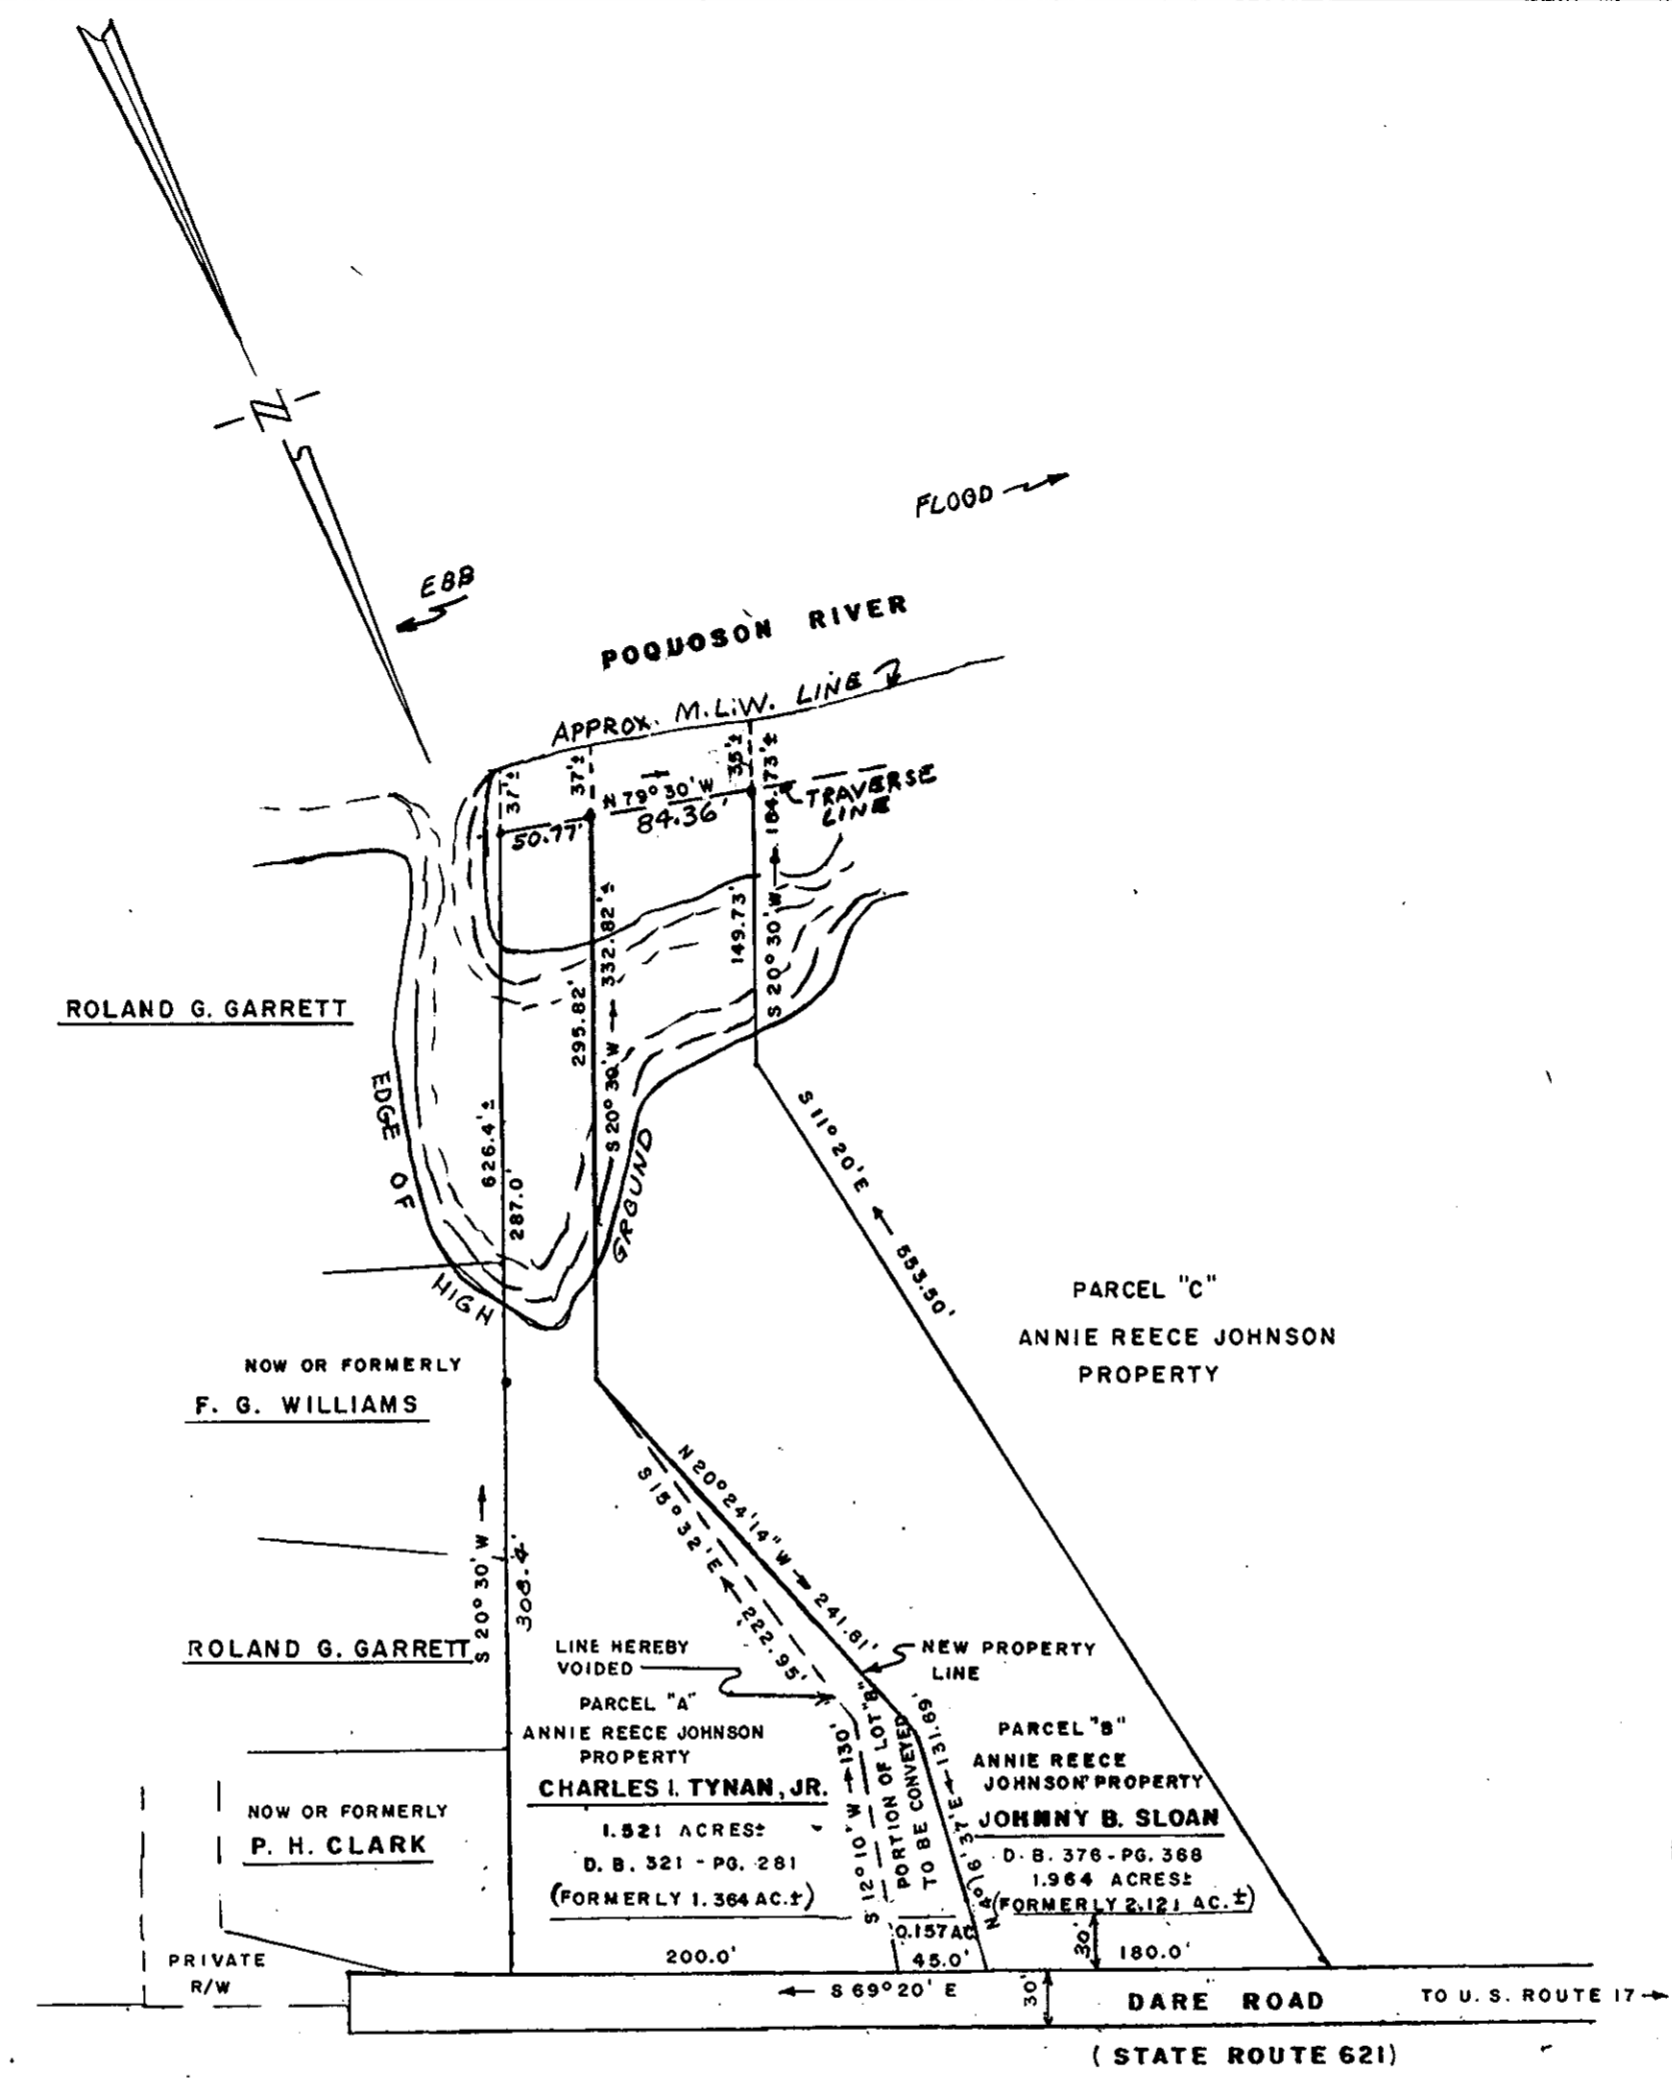 N
FLOOD
EBB
POQUOSON RIVER
APPROX. M.L.W. LINE
37'±
37'±
35'±
184.73'±
N 79° 30' W
84.36'
50.77'
TRAVERSE
LINE
149.73'
S 20° 30' W
332.82'±
295.82'
S 20° 30' W
ROLAND G. GARRETT
EDGE OF
HIGH
GROUND
626.4'±
287.0'
S 11° 20' E
553.50'
PARCEL "C"
ANNIE REECE JOHNSON
PROPERTY
NOW OR FORMERLY
F. G. WILLIAMS
N 20° 24' 14" W
241.81'
S 15° 32' E
222.95'
S 20° 30' W
308.4'
ROLAND G. GARRETT
LINE HEREBY
VOIDED
NEW PROPERTY
LINE
PARCEL "A"
ANNIE REECE JOHNSON
PROPERTY
CHARLES I. TYNAN, JR.
1.521 ACRES±
D. B. 321 - PG. 281
(FORMERLY 1.364 AC.±)
S 12° 10' W
130'
PORTION OF LOT "B"
TO BE CONVEYED
0.157 AC
N 4° 16' 37" E
131.69'
PARCEL "B"
ANNIE REECE
JOHNSON PROPERTY
JOHNNY B. SLOAN
D. B. 376 - PG. 368
1.964 ACRES±
(FORMERLY 2.121 AC.±)
NOW OR FORMERLY
P. H. CLARK
PRIVATE
R/W
200.0'
45.0'
30'
180.0'
S 69° 20' E
30'
DARE ROAD
TO U. S. ROUTE 17
( STATE ROUTE 621)